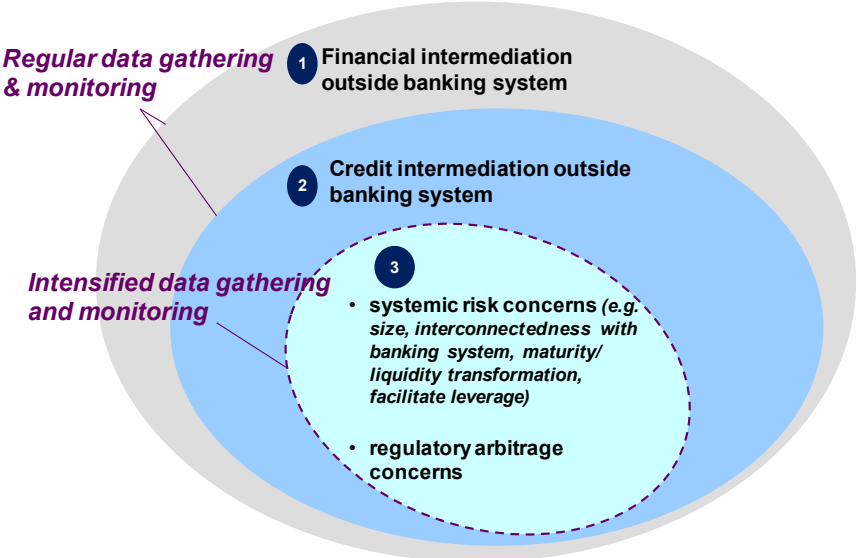 Regular data gathering
& monitoring
1
Financial intermediation
outside banking system
2
Credit intermediation outside
banking system
Intensified data gathering
and monitoring
3
• systemic risk concerns (e.g.
size, interconnectedness with
banking system, maturity/
liquidity transformation,
facilitate leverage)
• regulatory arbitrage
concerns